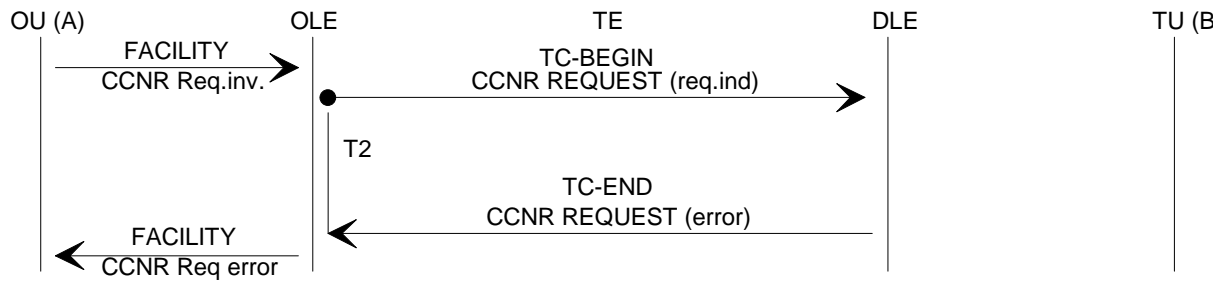 OU (A) OLE TE DLE TU (B
FACILITY
CCNR Req.inv.
TC-BEGIN
CCNR REQUEST (req.ind)
T2
TC-END
CCNR REQUEST (error)
FACILITY
CCNR Req error